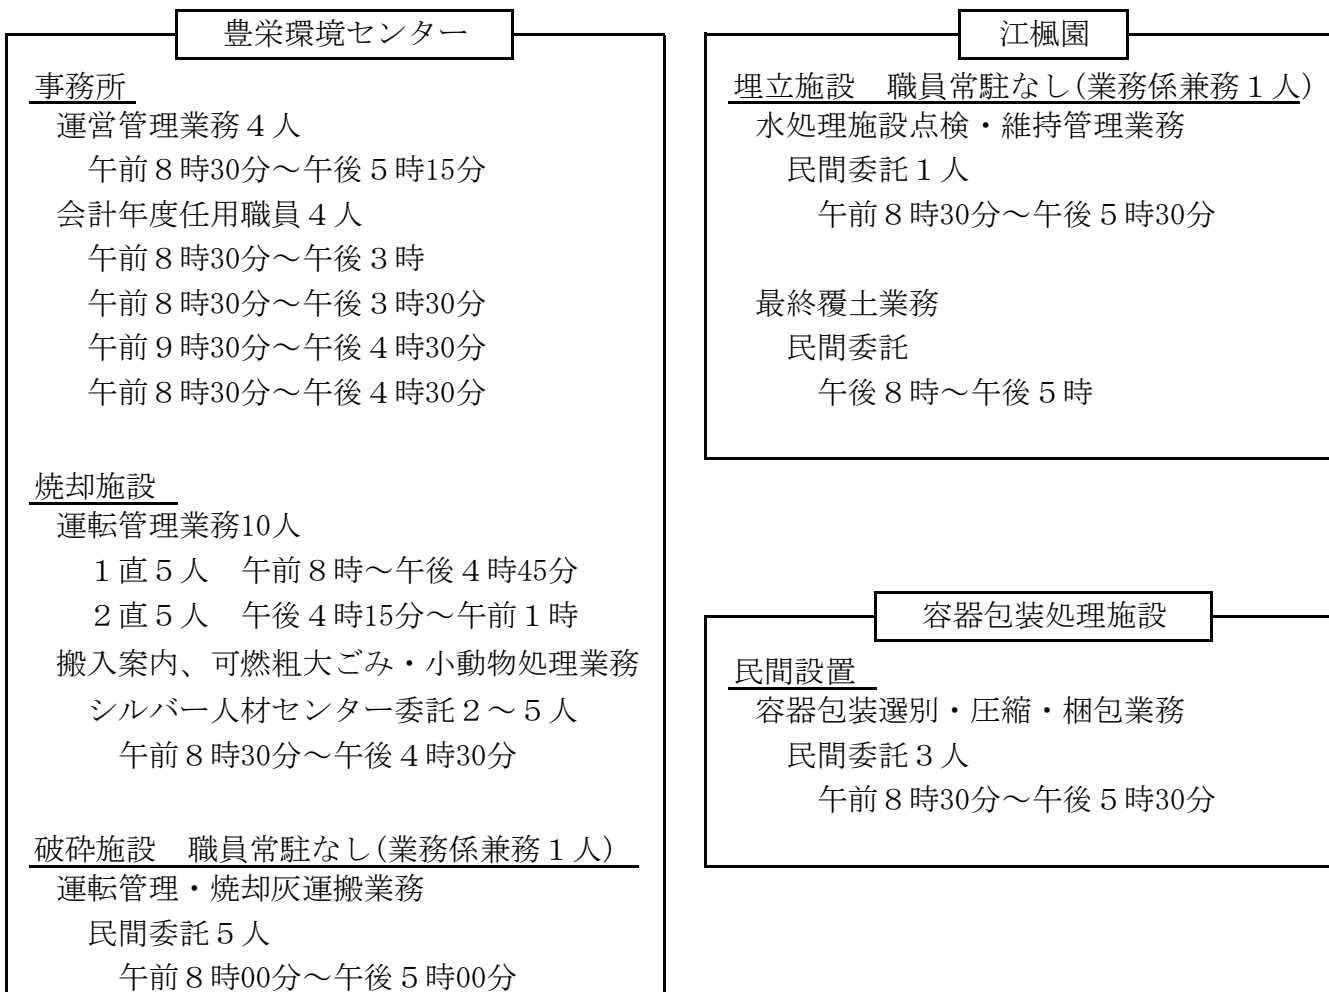 豊栄環境センター
事務所
運営管理業務４人
午前８時30分～午後５時15分
会計年度任用職員４人
午前８時30分～午後３時
午前８時30分～午後３時30分
午前９時30分～午後４時30分
午前８時30分～午後４時30分
焼却施設
運転管理業務10人
１直５人　午前８時～午後４時45分
２直５人　午後４時15分～午前１時
搬入案内、可燃粗大ごみ・小動物処理業務
シルバー人材センター委託２～５人
午前８時30分～午後４時30分
破砕施設　職員常駐なし(業務係兼務１人)
運転管理・焼却灰運搬業務
民間委託５人
午前８時00分～午後５時00分
江楓園
埋立施設　職員常駐なし(業務係兼務１人)
水処理施設点検・維持管理業務
民間委託１人
午前８時30分～午後５時30分
最終覆土業務
民間委託
午後８時～午後５時
容器包装処理施設
民間設置
容器包装選別・圧縮・梱包業務
民間委託３人
午前８時30分～午後５時30分